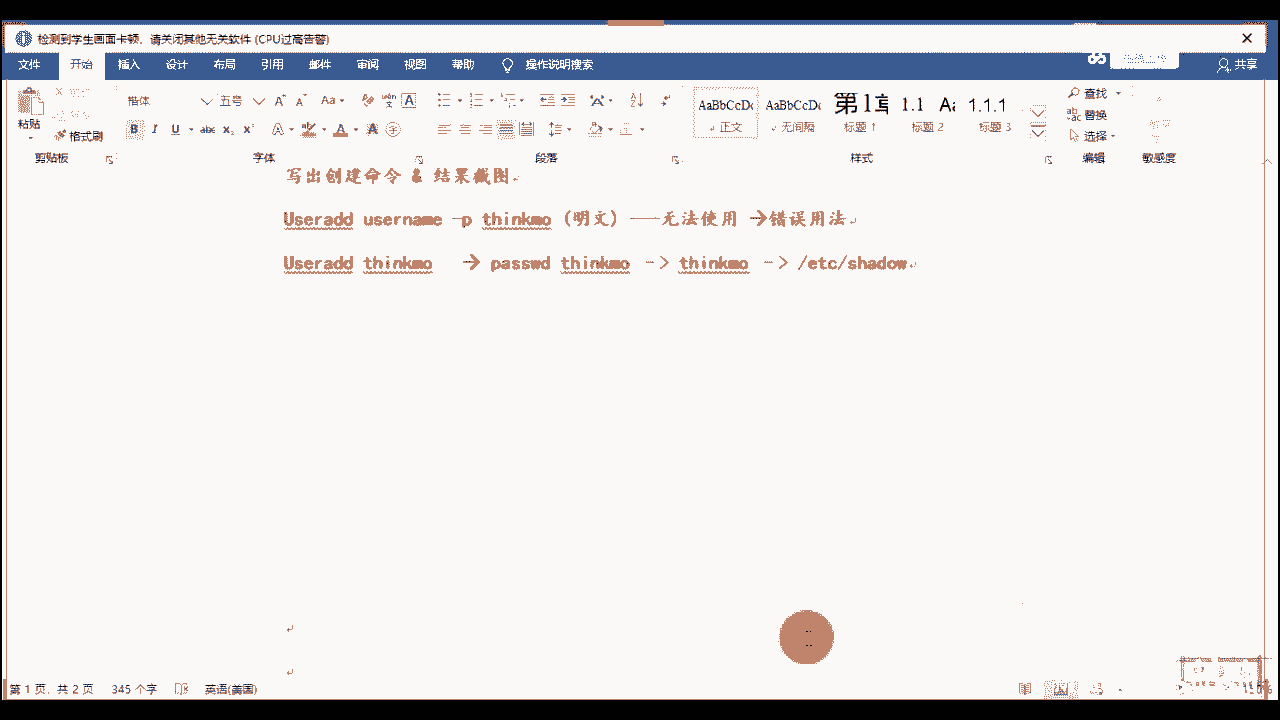 检测到学生画面卡顿，请关闭其他无关软件 (CPU过高告警)
文件 开始 插入 设计 布局 引用 邮件 审阅 视图 帮助 操作说明搜索 共享
楷体 五号 Aa AaBbCcDc AaBbCcDc 第1章 1.1 Aa 1.1.1 查找
粘贴 格式刷 B I U abc x₂ x² A 正文 无间隔 标题 1 标题 2 标题 3 替换
选择
剪贴板 字体 段落 样式 编辑 敏感度
写出创建命令 & 结果截图
Useradd username –p thinkmo（明文）——无法使用 →错误用法
Useradd thinkmo → passwd thinkmo -> thinkmo -> /etc/shadow
第 1 页，共 2 页 345 个字 英语(美国)